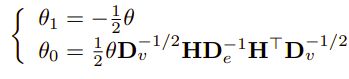 θ₁ = −½θ
θ₀ = ½θD_v^{−1/2}HD_e^{−1}H^⊤D_v^{−1/2}